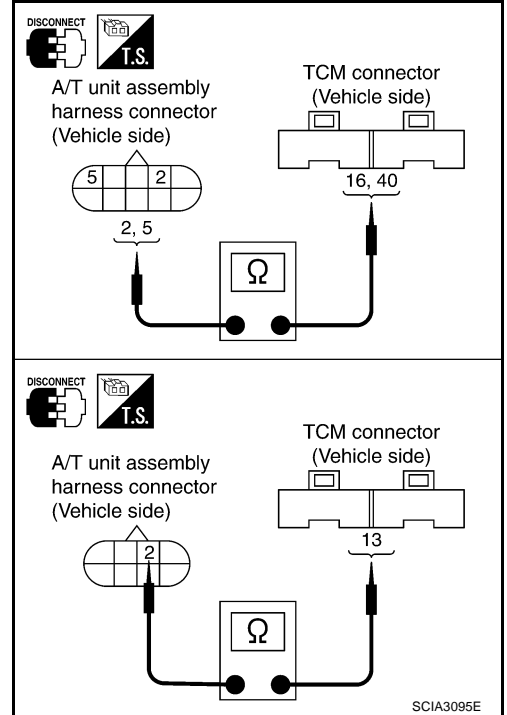 DISCONNECT
T.S.
A/T unit assembly
harness connector
(Vehicle side)
TCM connector
(Vehicle side)
5 2
2, 5
16, 40
Ω
DISCONNECT
T.S.
A/T unit assembly
harness connector
(Vehicle side)
TCM connector
(Vehicle side)
2
13
Ω
SCIA3095E